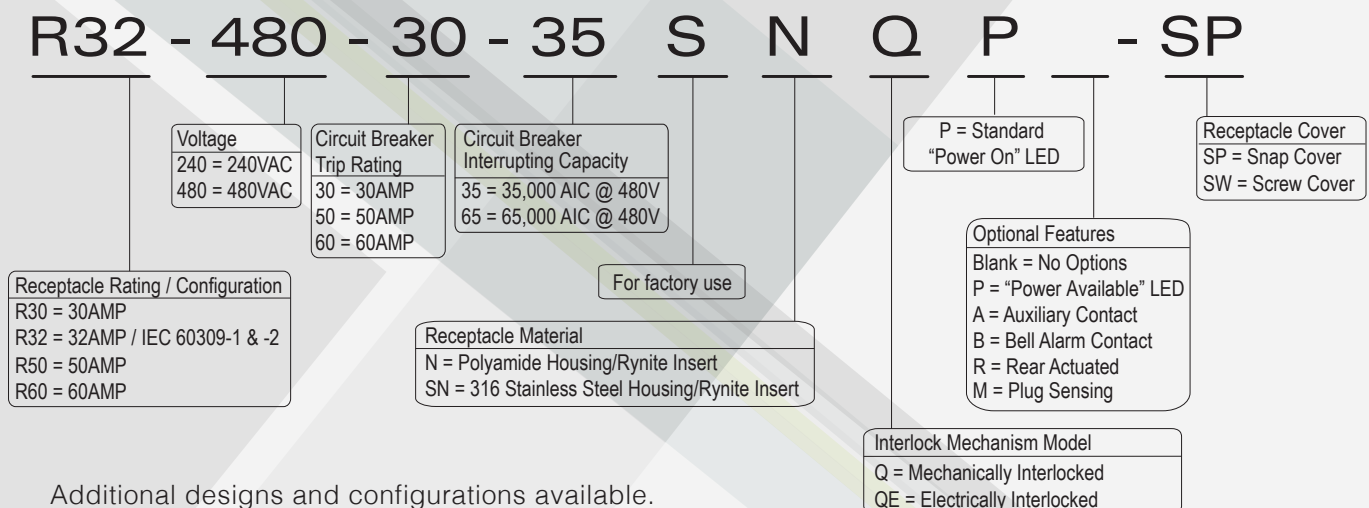 R32 - 480 - 30 - 35 S N Q P - SP
Voltage
240 = 240VAC
480 = 480VAC
Circuit Breaker
Trip Rating
30 = 30AMP
50 = 50AMP
60 = 60AMP
Circuit Breaker
Interrupting Capacity
35 = 35,000 AIC @ 480V
65 = 65,000 AIC @ 480V
P = Standard
“Power On” LED
Receptacle Cover
SP = Snap Cover
SW = Screw Cover
Receptacle Rating / Configuration
R30 = 30AMP
R32 = 32AMP / IEC 60309-1 & -2
R50 = 50AMP
R60 = 60AMP
For factory use
Optional Features
Blank = No Options
P = “Power Available” LED
A = Auxiliary Contact
B = Bell Alarm Contact
R = Rear Actuated
M = Plug Sensing
Receptacle Material
N = Polyamide Housing/Rynite Insert
SN = 316 Stainless Steel Housing/Rynite Insert
Interlock Mechanism Model
Q = Mechanically Interlocked
QE = Electrically Interlocked
Additional designs and configurations available.